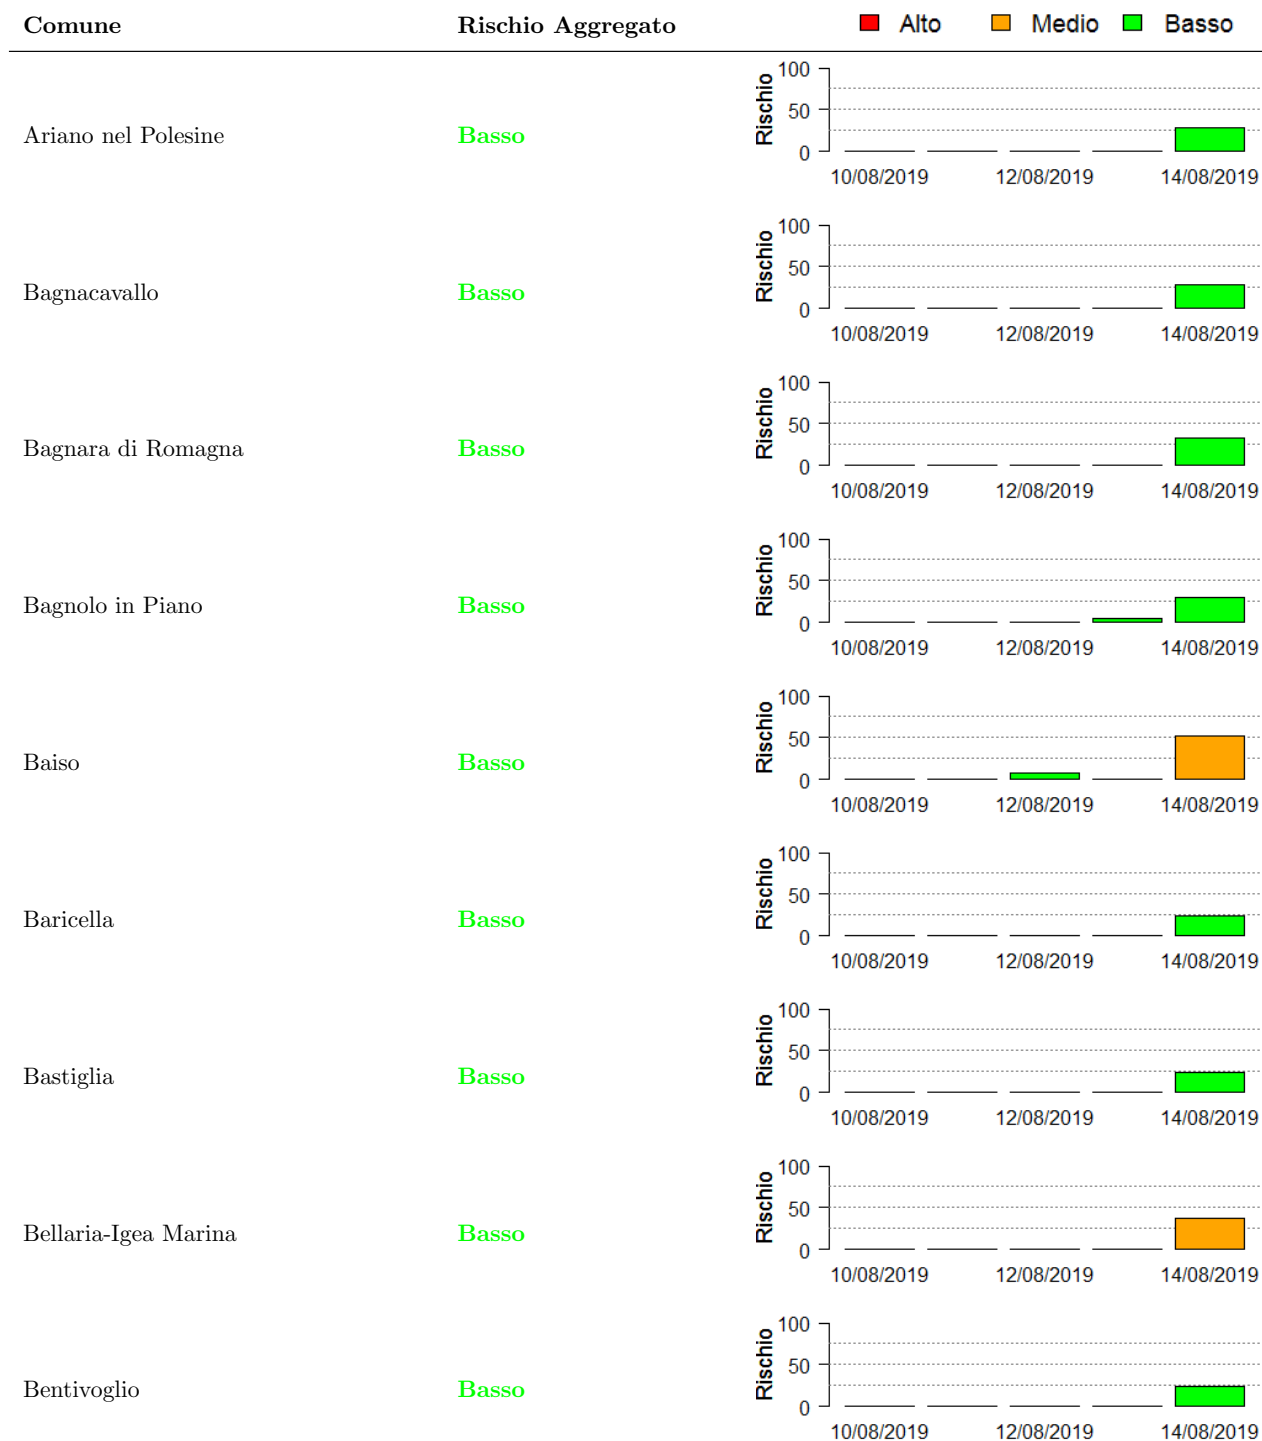 Comune Rischio Aggregato Alto Medio Basso
100
50
0
Rischio
Ariano nel Polesine Basso
10/08/2019 12/08/2019 14/08/2019
100
50
0
Rischio
Bagnacavallo Basso
10/08/2019 12/08/2019 14/08/2019
100
50
0
Rischio
Bagnara di Romagna Basso
10/08/2019 12/08/2019 14/08/2019
100
50
0
Rischio
Bagnolo in Piano Basso
10/08/2019 12/08/2019 14/08/2019
100
50
0
Rischio
Baiso Basso
10/08/2019 12/08/2019 14/08/2019
100
50
0
Rischio
Baricella Basso
10/08/2019 12/08/2019 14/08/2019
100
50
0
Rischio
Bastiglia Basso
10/08/2019 12/08/2019 14/08/2019
100
50
0
Rischio
Bellaria-Igea Marina Basso
10/08/2019 12/08/2019 14/08/2019
100
50
0
Rischio
Bentivoglio Basso
10/08/2019 12/08/2019 14/08/2019